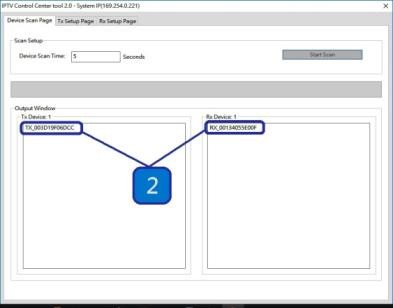 IPTV Control Center tool 2.0 - System IP(169.254.0.221)
Device Scan Page Tx Setup Page Rx Setup Page
Scan Setup
Device Scan Time: 5 Seconds Start Scan
Output Window
Tx Device: 1 Rx Device: 1
TX_003D19F06DCC RX_00134055E00F
2